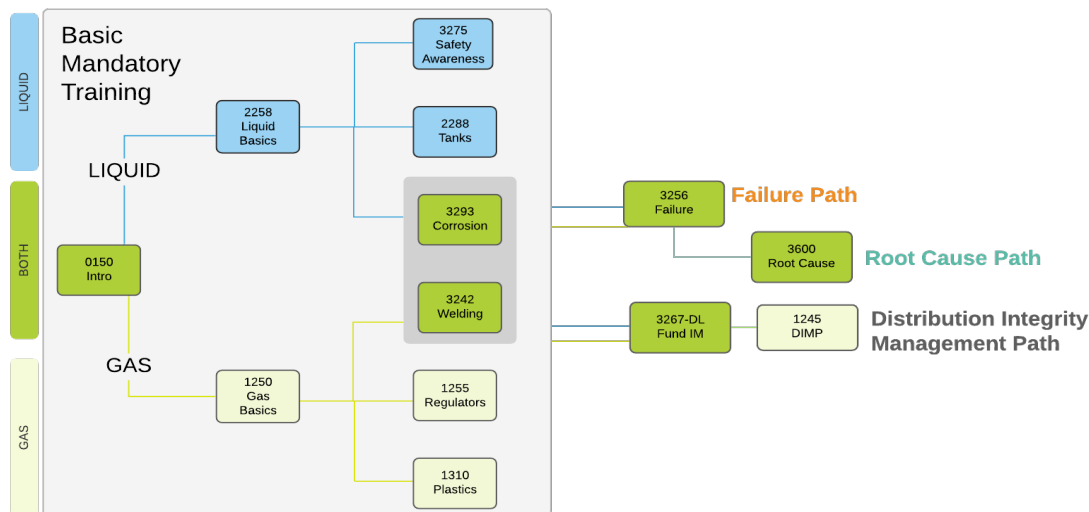 Basic
Mandatory
Training
LIQUID
BOTH
GAS
LIQUID
GAS
0150
Intro
2258
Liquid
Basics
1250
Gas
Basics
3275
Safety
Awareness
2288
Tanks
3293
Corrosion
3242
Welding
1255
Regulators
1310
Plastics
3256
Failure
Failure Path
3600
Root Cause
Root Cause Path
3267-DL
Fund IM
1245
DIMP
Distribution Integrity
Management Path